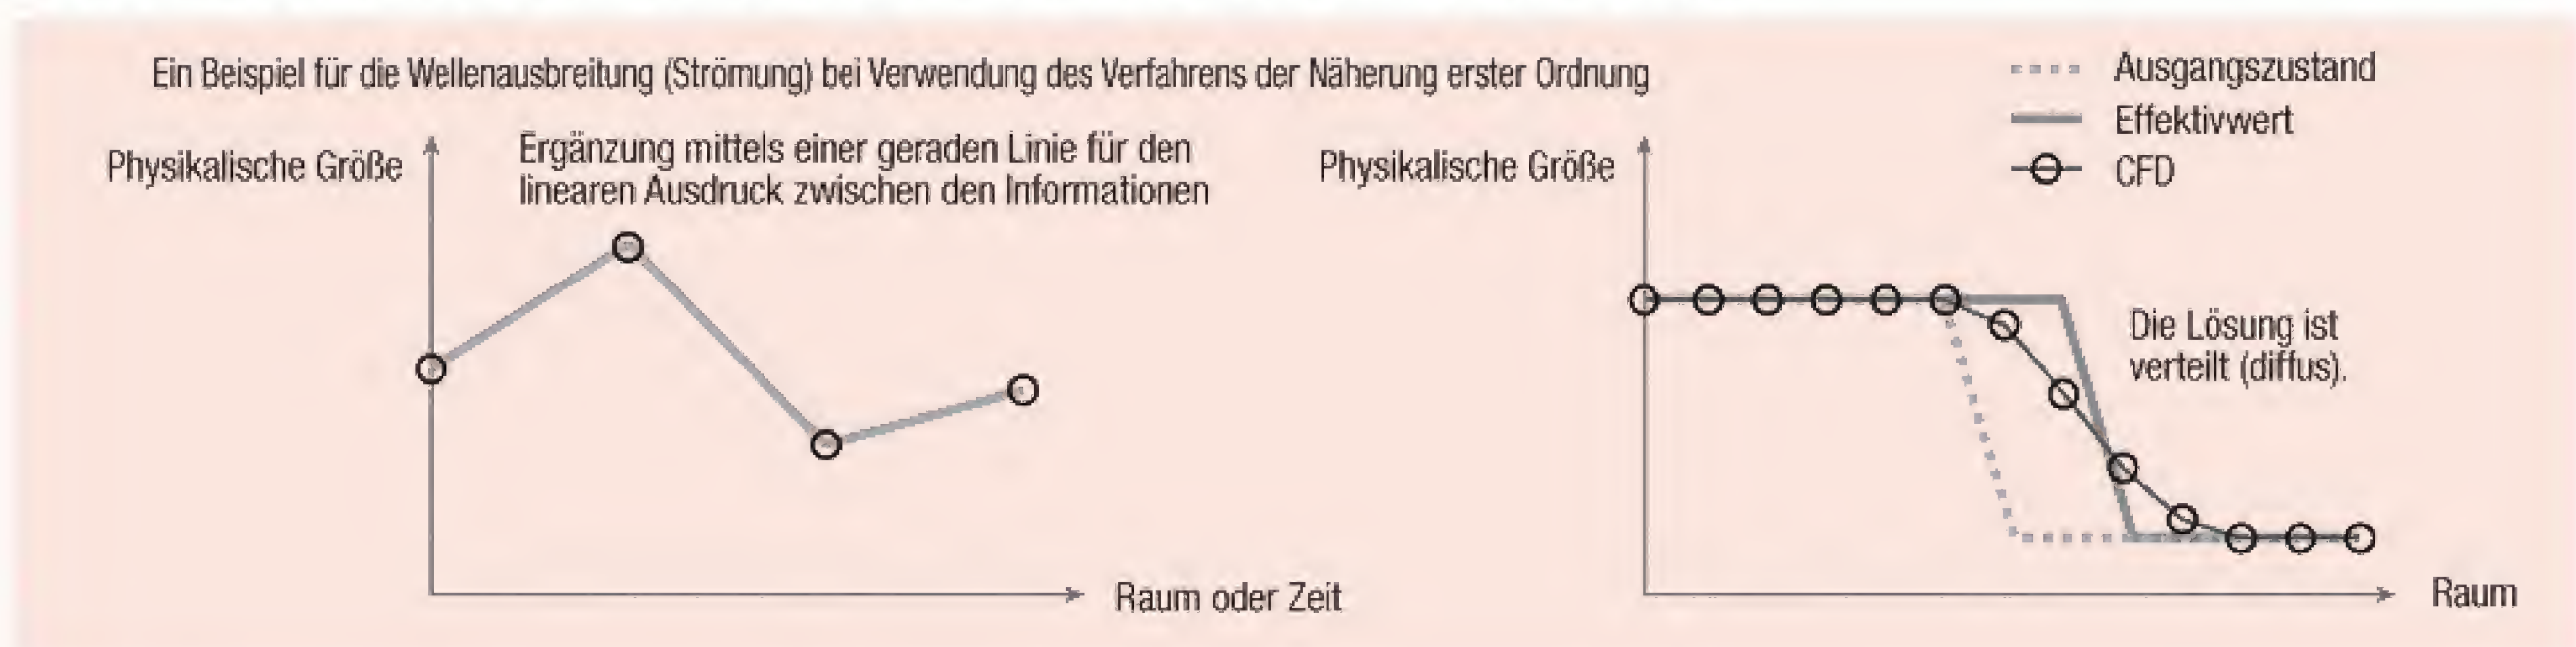 Ein Beispiel für die Wellenausbreitung (Strömung) bei Verwendung des Verfahrens der Näherung erster Ordnung
Physikalische Größe
Ergänzung mittels einer geraden Linie für den
linearen Ausdruck zwischen den Informationen
Raum oder Zeit
Physikalische Größe
Ausgangszustand
Effektivwert
CFD
Die Lösung ist
verteilt (diffus).
Raum